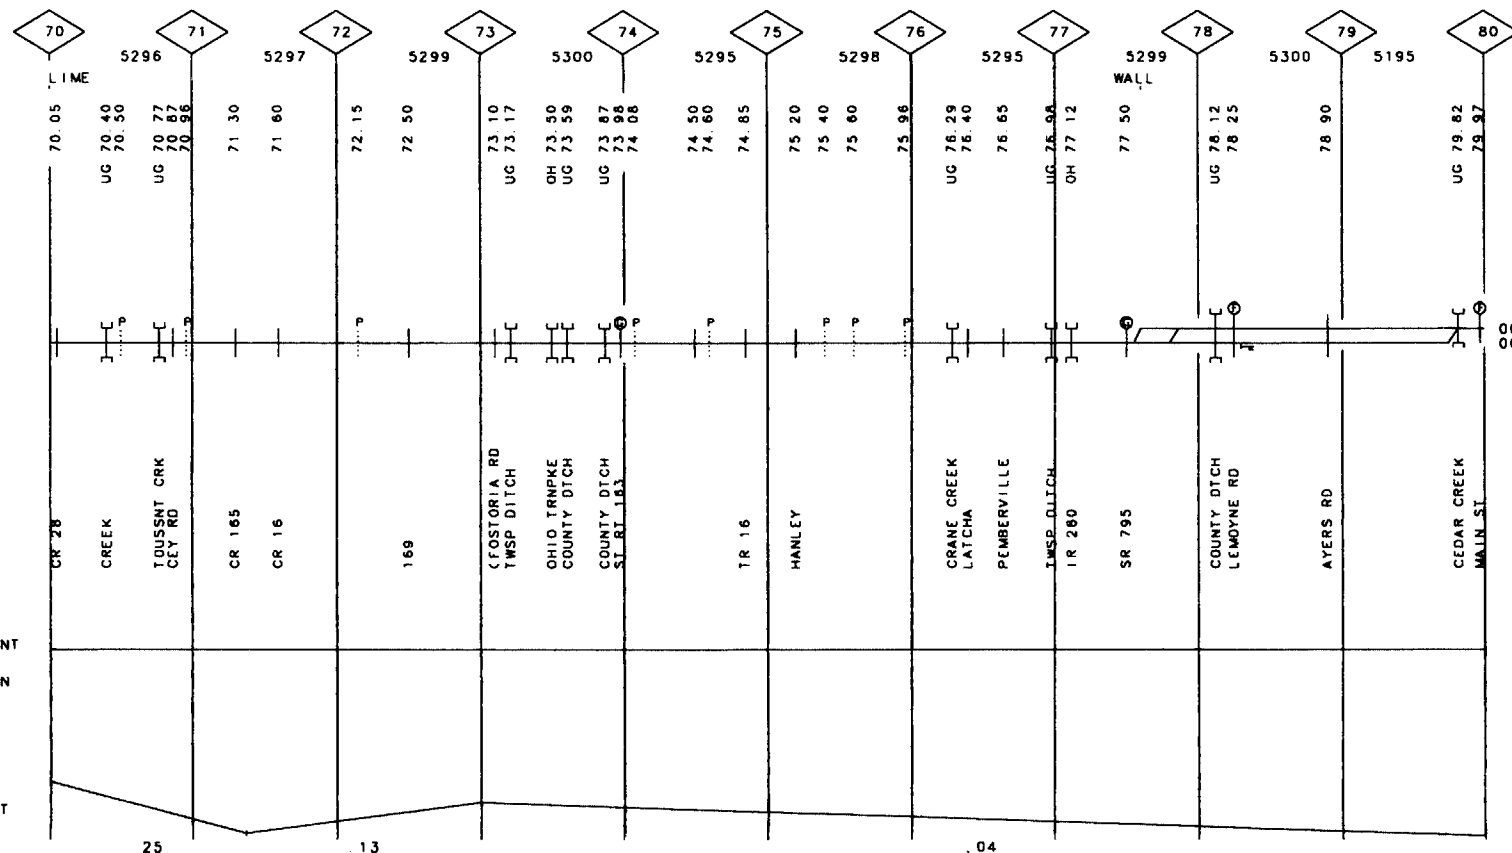 70 71 72 73 74 75 76 77 78 79 80
5296 5297 5299 5300 5295 5298 5295 5299 5300 5195
LIME
WALL
70.05
UG 70.40
70.50
UG 70 77
70 87
70 96
71 30
71 60
72.15
72 50
73.10
UG 73.17
OH 73.50
UG 73 59
UG 73 87
73 98
74 08
74 50
74.60
74.85
75 20
75 40
75 60
75 96
UG 76.29
76.40
76.65
UG 76.98
OH 77 12
77 50
UG 78.12
78 25
78 90
UG 79.82
79 97
P P P P P P P P
CR 28
CREEK
TOUSSNT CRK
CEY RD
CR 165
CR 16
169
(FOSTORIA RD
TWSP DITCH
OHIO TRNPKE
COUNTY DTCH
COUNTY DTCH
ST RT 163
TR 16
HANLEY
CRANE CREEK
LATCHA
PEMBERVILLE
TWSP DITCH
IR 280
SR 795
COUNTY DTCH
LEMOYNE RD
AYERS RD
CEDAR CREEK
MAIN ST
NT
N
T
25 .13 .04